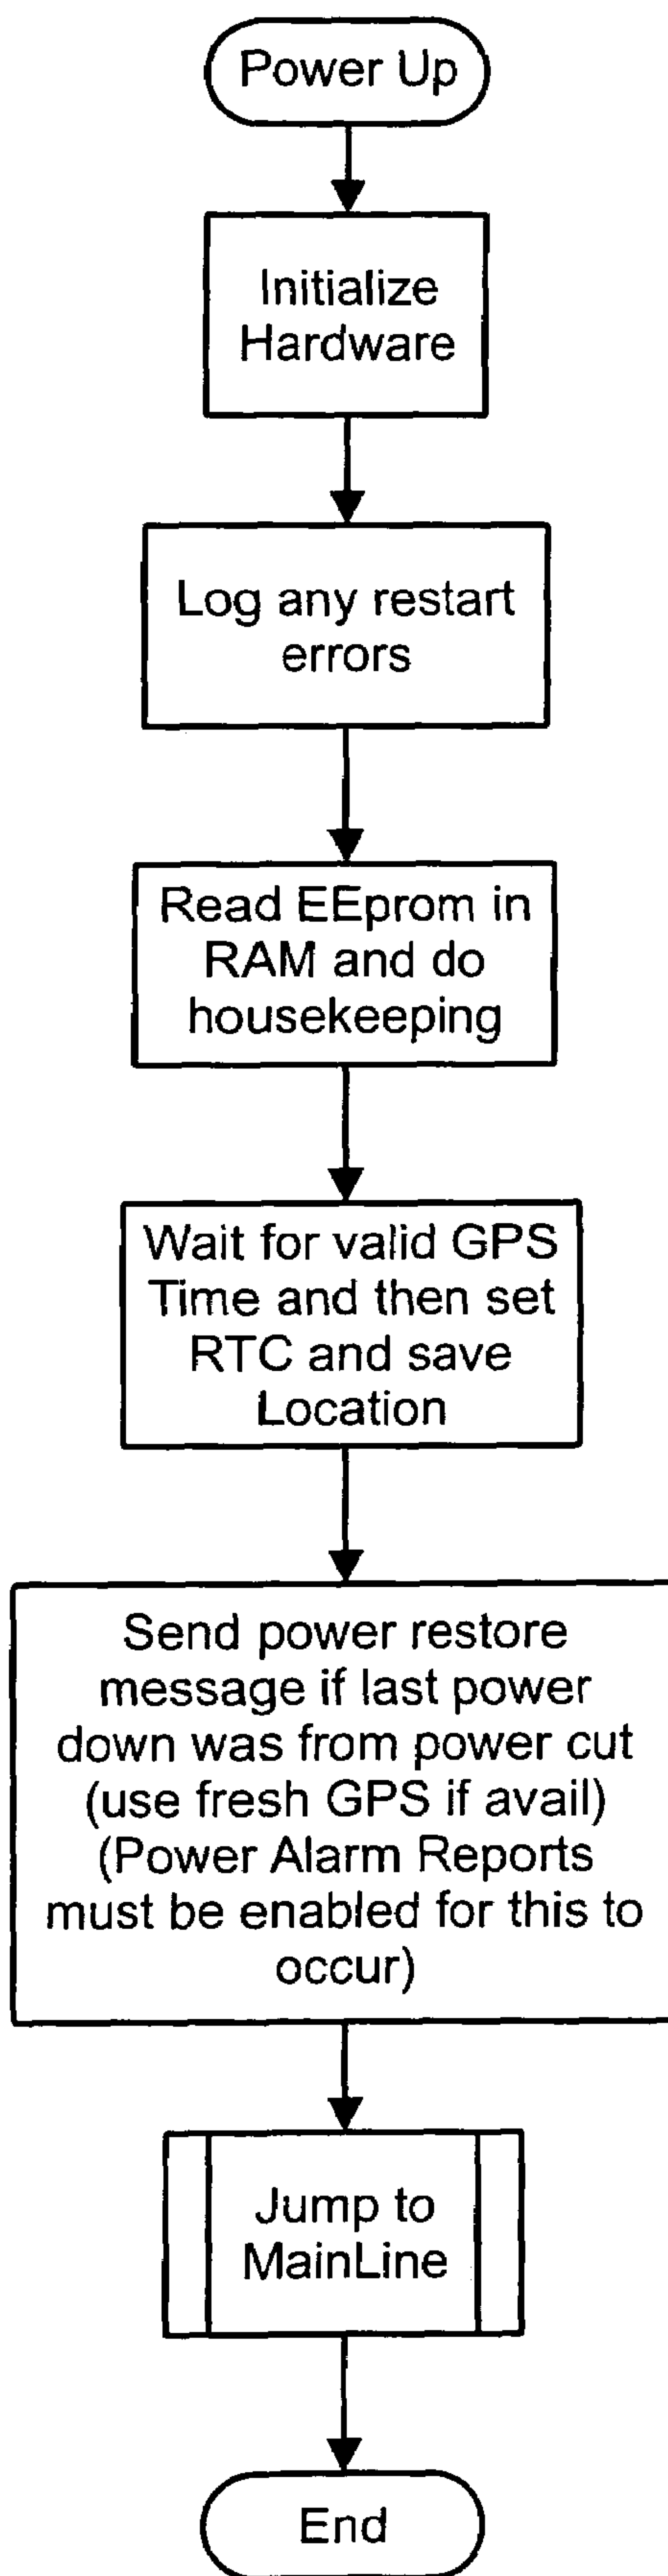 Power Up
Initialize
Hardware
Log any restart
errors
Read EEprom in
RAM and do
housekeeping
Wait for valid GPS
Time and then set
RTC and save
Location
Send power restore
message if last power
down was from power cut
(use fresh GPS if avail)
(Power Alarm Reports
must be enabled for this to
occur)
Jump to
MainLine
End